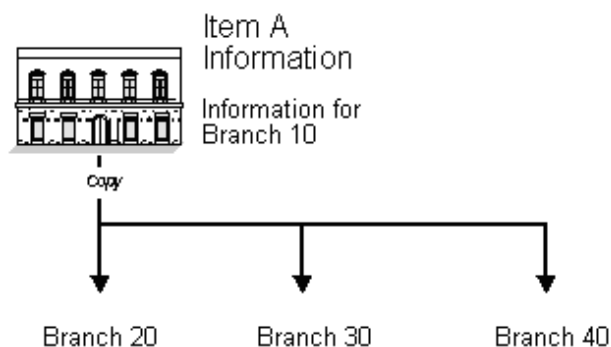 Item A
Information
Information for
Branch 10
Copy
Branch 20 Branch 30 Branch 40